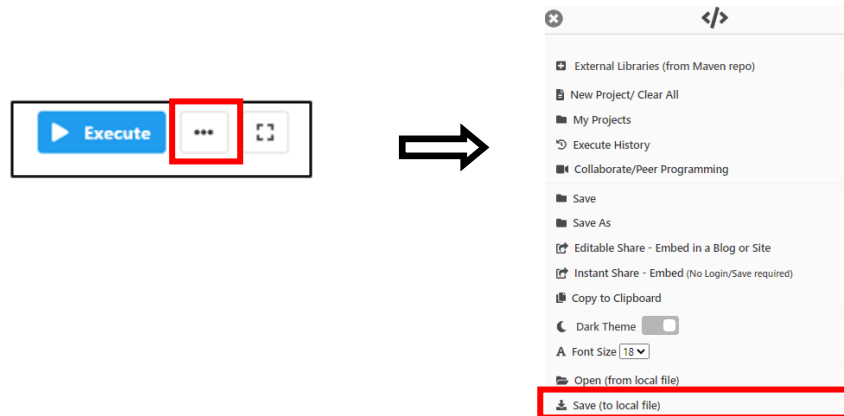 Execute
•••
</>
External Libraries (from Maven repo)
New Project/ Clear All
My Projects
Execute History
Collaborate/Peer Programming
Save
Save As
Editable Share - Embed in a Blog or Site
Instant Share - Embed (No Login/Save required)
Copy to Clipboard
Dark Theme
A Font Size 18
Open (from local file)
Save (to local file)